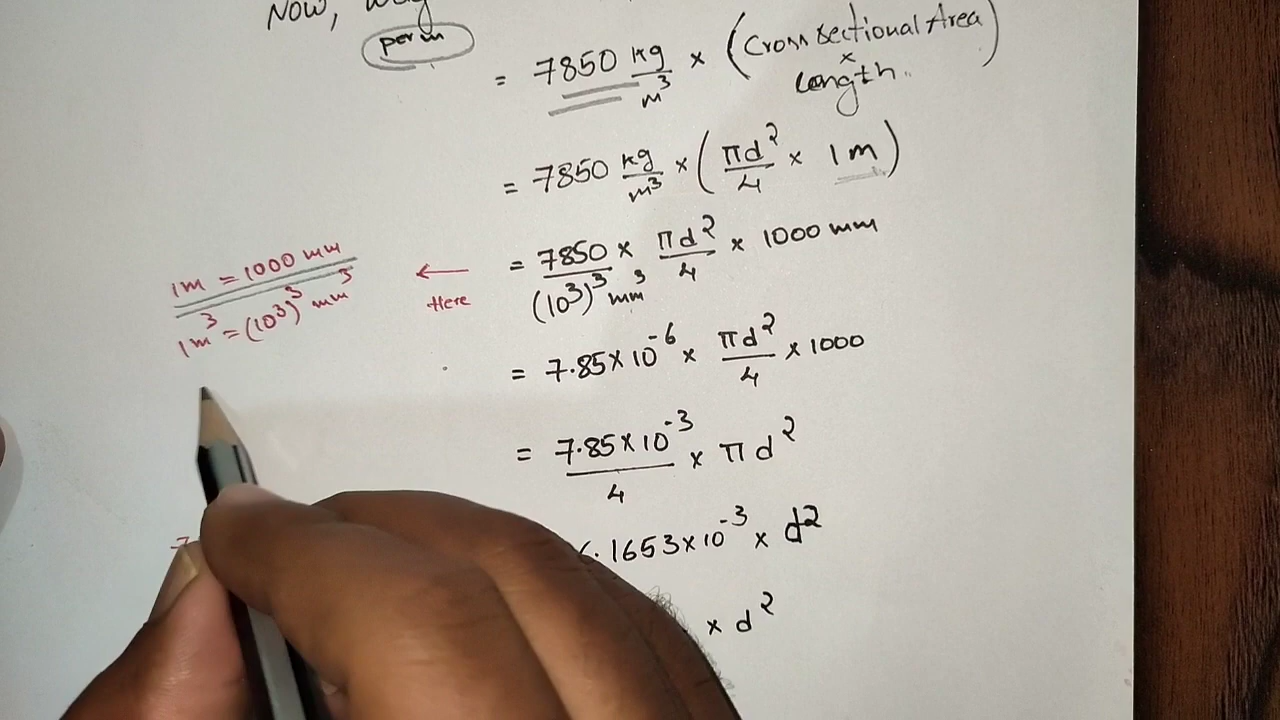 Now,
per m
= 7850 kg/m³ × (Cross sectional Area × Length)
= 7850 kg/m³ × (πd²/4 × 1m)
= 7850/(10³)³ mm³ × πd²/4 × 1000 mm
1m = 1000 mm
1m³ = (10³)³ mm³
← Here
= 7.85×10⁻⁶ × πd²/4 × 1000
= 7.85×10⁻³/4 × πd²
.1653×10⁻³ × d²
× d²